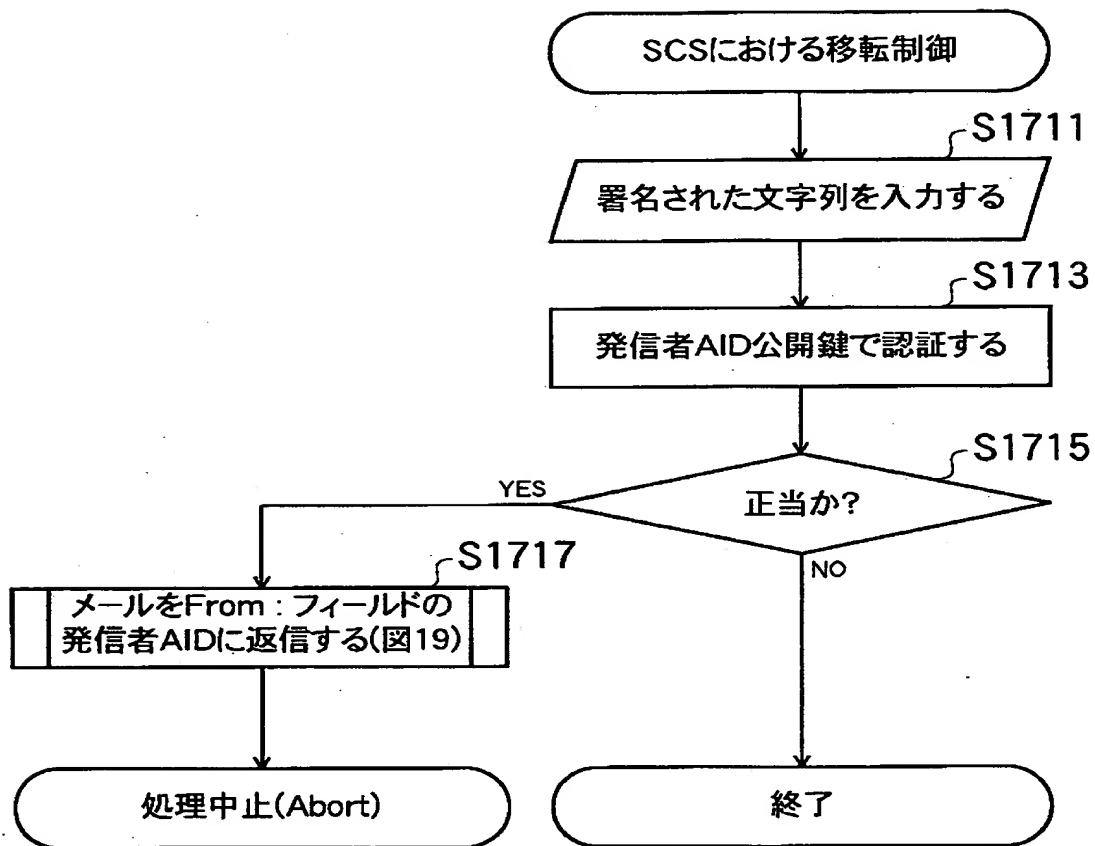 SCSにおける移転制御
S1711
署名された文字列を入力する
S1713
発信者AID公開鍵で認証する
S1715
正当か?
YES
NO
S1717
メールをFrom:フィールドの
発信者AIDに返信する(図19)
処理中止(Abort)
終了